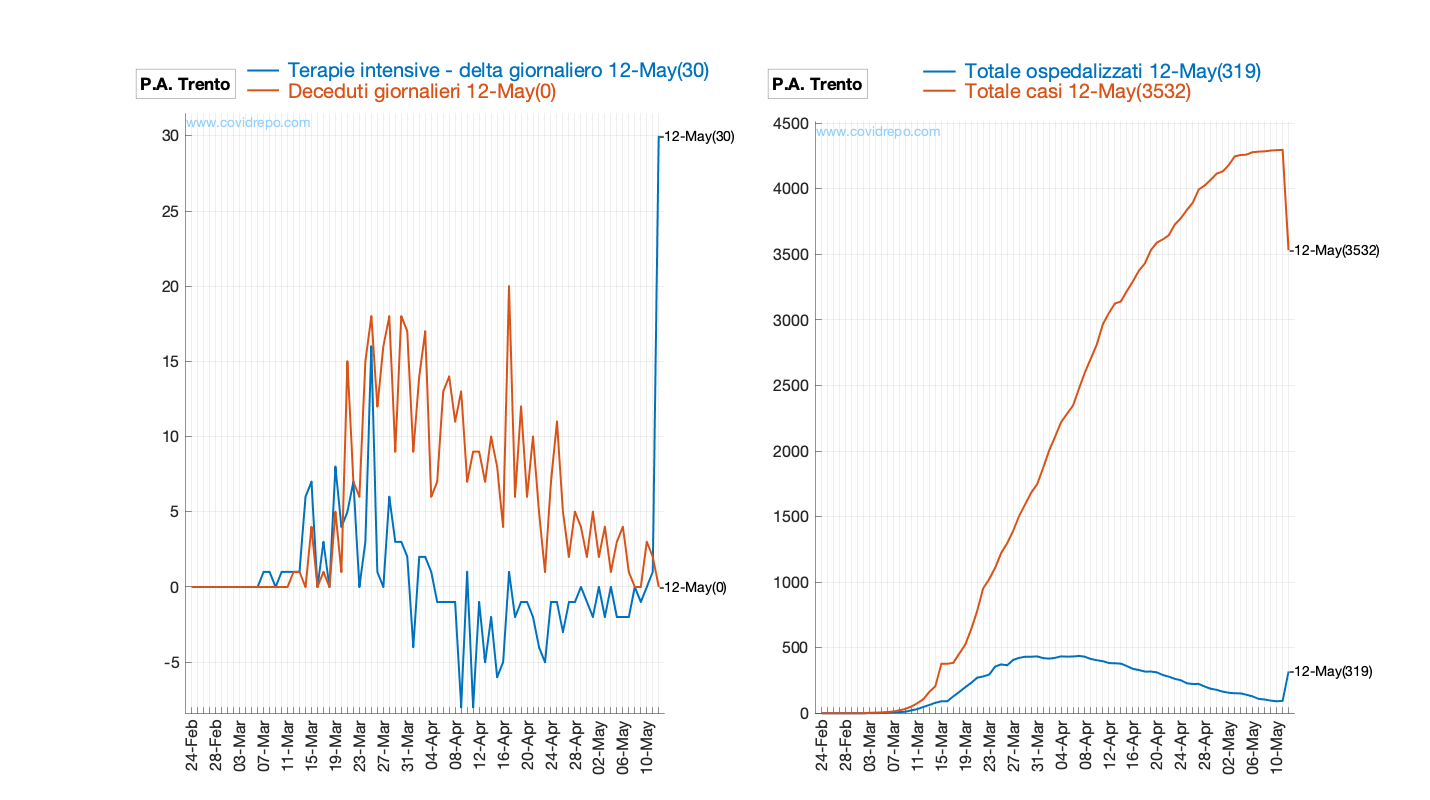 P.A. Trento
Terapie intensive - delta giornaliero 12-May(30)
Deceduti giornalieri 12-May(0)
www.covidrepo.com
30
25
20
15
10
5
0
-5
12-May(30)
12-May(0)
24-Feb
28-Feb
03-Mar
07-Mar
11-Mar
15-Mar
19-Mar
23-Mar
27-Mar
31-Mar
04-Apr
08-Apr
12-Apr
16-Apr
20-Apr
24-Apr
28-Apr
02-May
06-May
10-May
P.A. Trento
Totale ospedalizzati 12-May(319)
Totale casi 12-May(3532)
www.covidrepo.com
4500
4000
3500
3000
2500
2000
1500
1000
500
0
12-May(3532)
12-May(319)
24-Feb
28-Feb
03-Mar
07-Mar
11-Mar
15-Mar
19-Mar
23-Mar
27-Mar
31-Mar
04-Apr
08-Apr
12-Apr
16-Apr
20-Apr
24-Apr
28-Apr
02-May
06-May
10-May